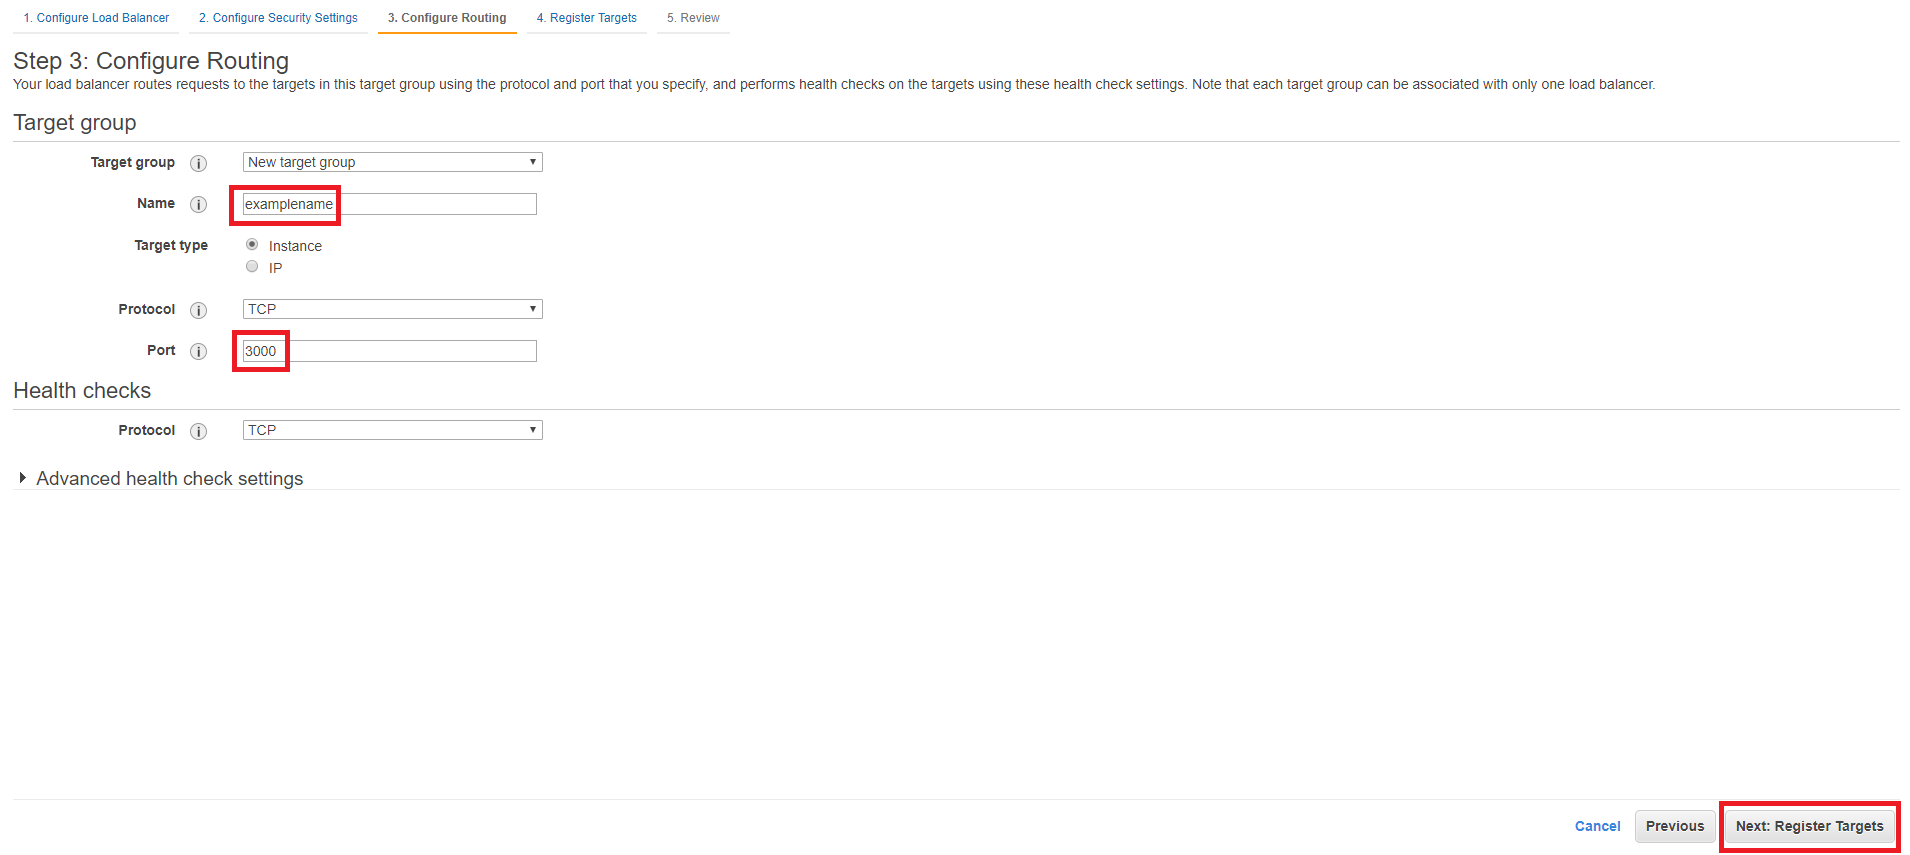 1. Configure Load Balancer 2. Configure Security Settings 3. Configure Routing 4. Register Targets 5. Review
Step 3: Configure Routing
Your load balancer routes requests to the targets in this target group using the protocol and port that you specify, and performs health checks on the targets using these health check settings. Note that each target group can be associated with only one load balancer.
Target group
Target group i New target group
Name i examplename
Target type Instance
IP
Protocol i TCP
Port i 3000
Health checks
Protocol i TCP
Advanced health check settings
Cancel Previous Next: Register Targets